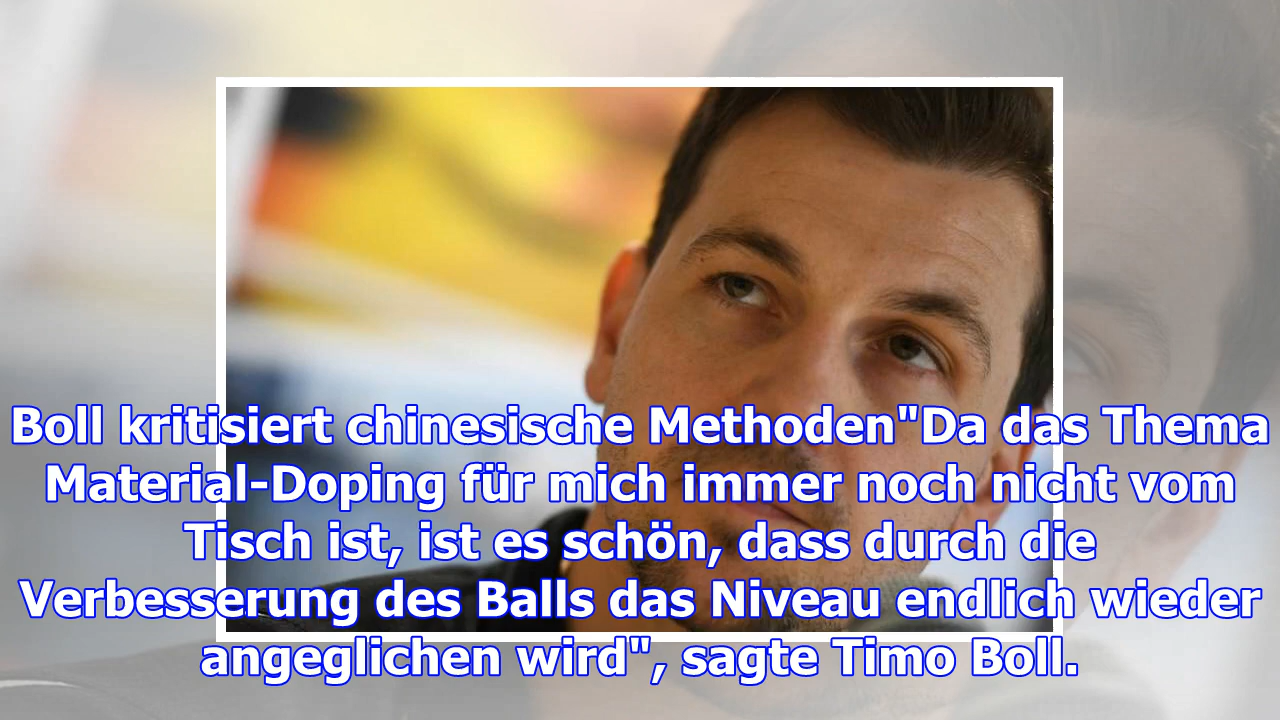 Boll kritisiert chinesische Methoden"Da das Thema
Material-Doping für mich immer noch nicht vom
Tisch ist, ist es schön, dass durch die
Verbesserung des Balls das Niveau endlich wieder
angeglichen wird", sagte Timo Boll.